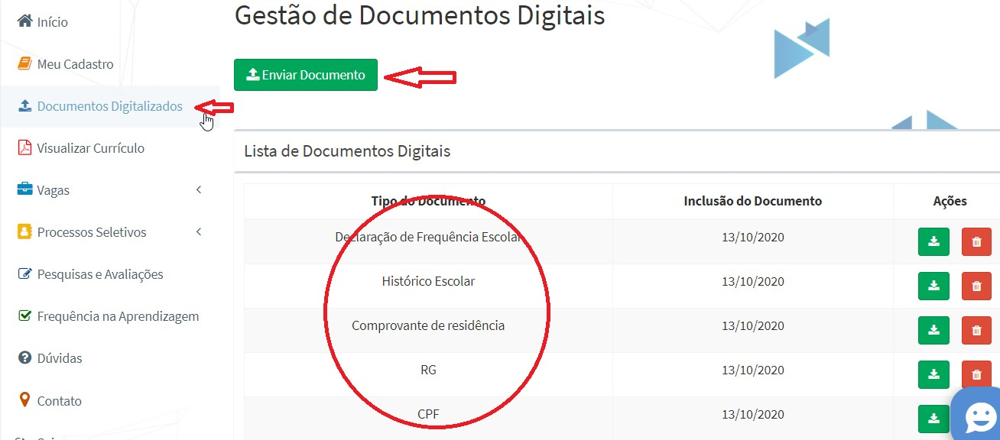 Gestão de Documentos Digitais
Início
Meu Cadastro
Enviar Documento
Documentos Digitalizados
Visualizar Currículo
Lista de Documentos Digitais
Vagas
Tipo do Documento Inclusão do Documento Ações
Processos Seletivos
Declaração de Frequência Escolar 13/10/2020
Pesquisas e Avaliações
Histórico Escolar 13/10/2020
Frequência na Aprendizagem
Comprovante de residência 13/10/2020
Dúvidas
RG 13/10/2020
Contato
CPF 13/10/2020